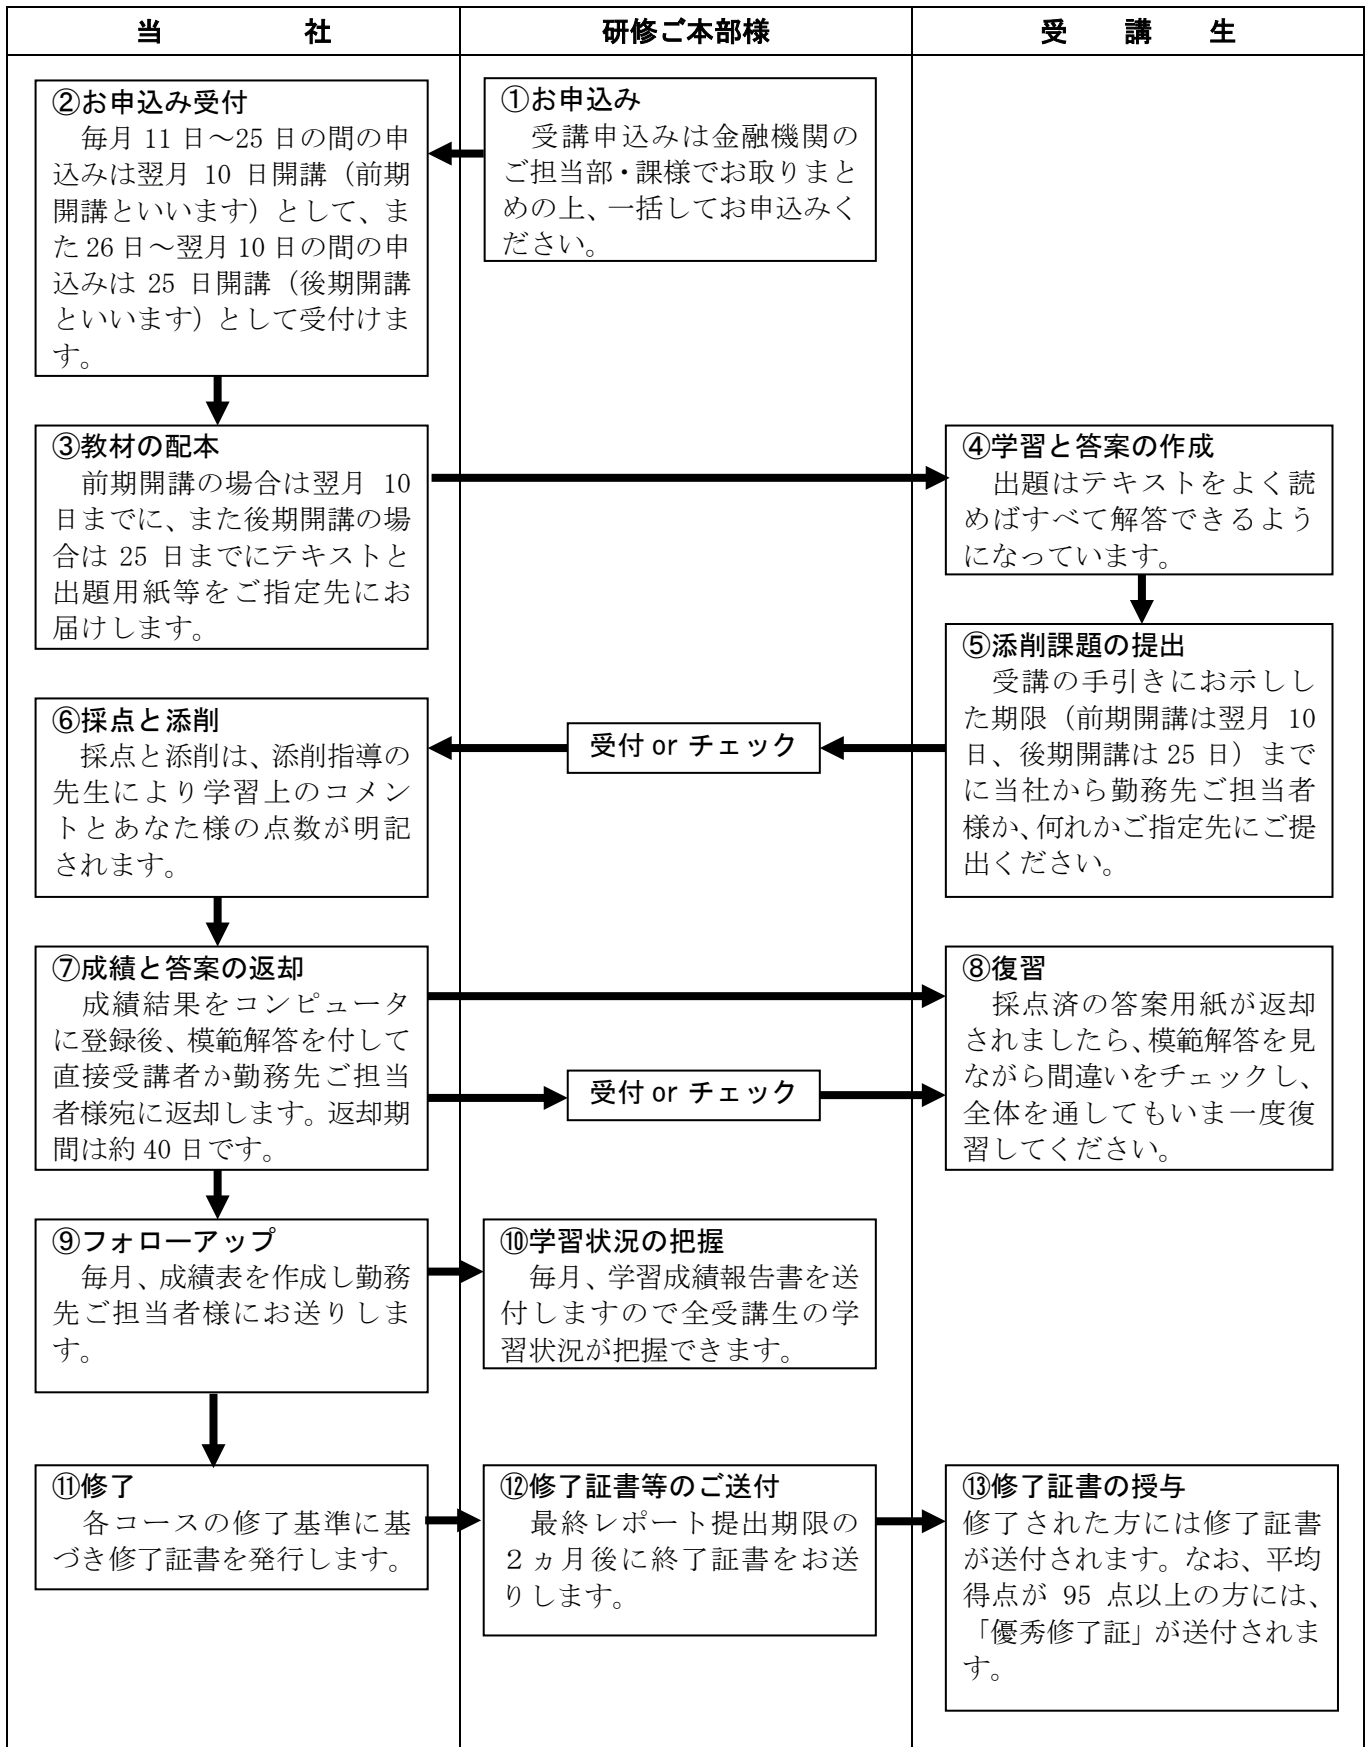 当　社
研修ご本部様
受　講　生
①お申込み
受講申込みは金融機関の
ご担当部・課様でお取りまと
めの上、一括してお申込みく
ださい。
②お申込み受付
毎月 11 日～25 日の間の申
込みは翌月 10 日開講（前期
開講といいます）として、ま
た 26 日～翌月 10 日の間の申
込みは 25 日開講（後期開講
といいます）として受付けま
す。
③教材の配本
前期開講の場合は翌月 10
日までに、また後期開講の場
合は 25 日までにテキストと
出題用紙等をご指定先にお
届けします。
④学習と答案の作成
出題はテキストをよく読
めばすべて解答できるよう
になっています。
⑤添削課題の提出
受講の手引きにお示しし
た期限（前期開講は翌月 10
日、後期開講は 25 日）まで
に当社から勤務先ご担当者
様か、何れかご指定先にご提
出ください。
受付 or チェック
⑥採点と添削
採点と添削は、添削指導の
先生により学習上のコメン
トとあなた様の点数が明記
されます。
⑦成績と答案の返却
成績結果をコンピュータ
に登録後、模範解答を付して
直接受講者か勤務先ご担当
者様宛に返却します。返却期
間は約 40 日です。
受付 or チェック
⑧復習
採点済の答案用紙が返却
されましたら、模範解答を見
ながら間違いをチェックし、
全体を通してもいま一度復
習してください。
⑨フォローアップ
毎月、成績表を作成し勤務
先ご担当者様にお送りしま
す。
⑩学習状況の把握
毎月、学習成績報告書を送
付しますので全受講生の学
習状況が把握できます。
⑪修了
各コースの修了基準に基
づき修了証書を発行します。
⑫修了証書等のご送付
最終レポート提出期限の
２ヵ月後に終了証書をお送
りします。
⑬修了証書の授与
修了された方には修了証書
が送付されます。なお、平均
得点が 95 点以上の方には、
「優秀修了証」が送付されま
す。